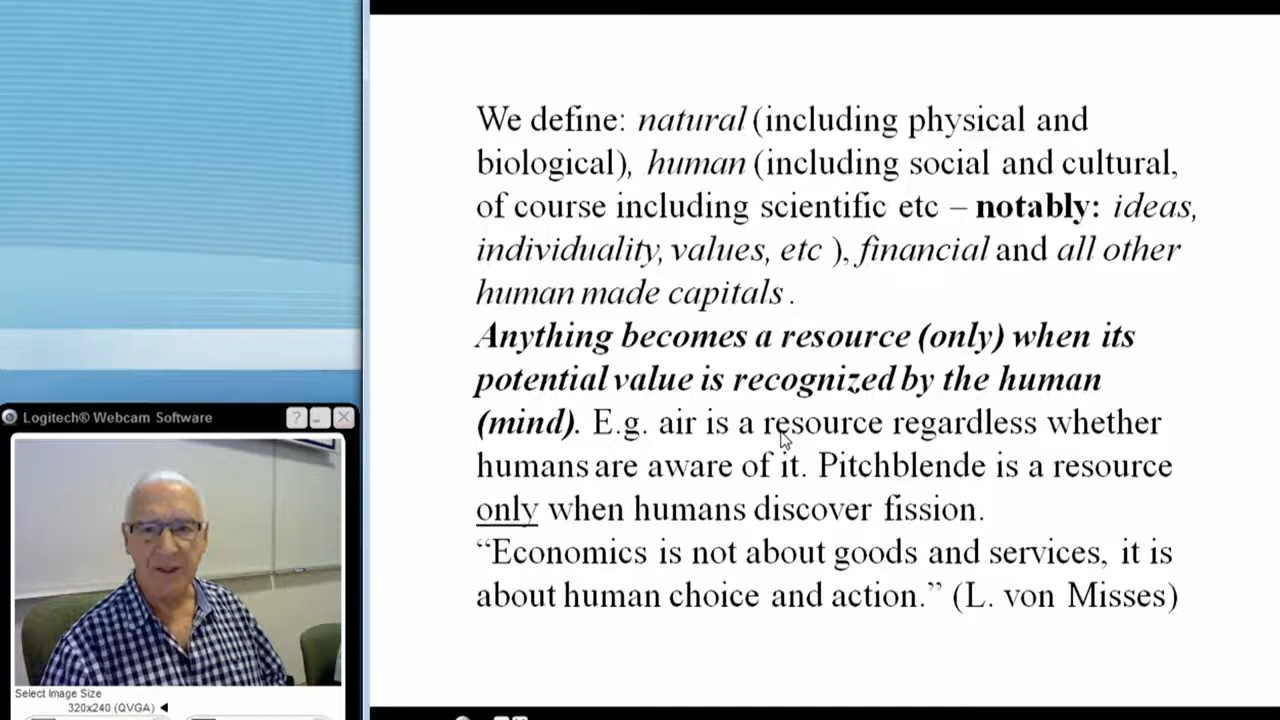 We define: natural (including physical and
biological), human (including social and cultural,
of course including scientific etc – notably: ideas,
individuality, values, etc ), financial and all other
human made capitals .
Anything becomes a resource (only) when its
potential value is recognized by the human
(mind). E.g. air is a resource regardless whether
humans are aware of it. Pitchblende is a resource
only when humans discover fission.
“Economics is not about goods and services, it is
about human choice and action.” (L. von Misses)
Logitech® Webcam Software
Select Image Size
320x240 (QVGA)